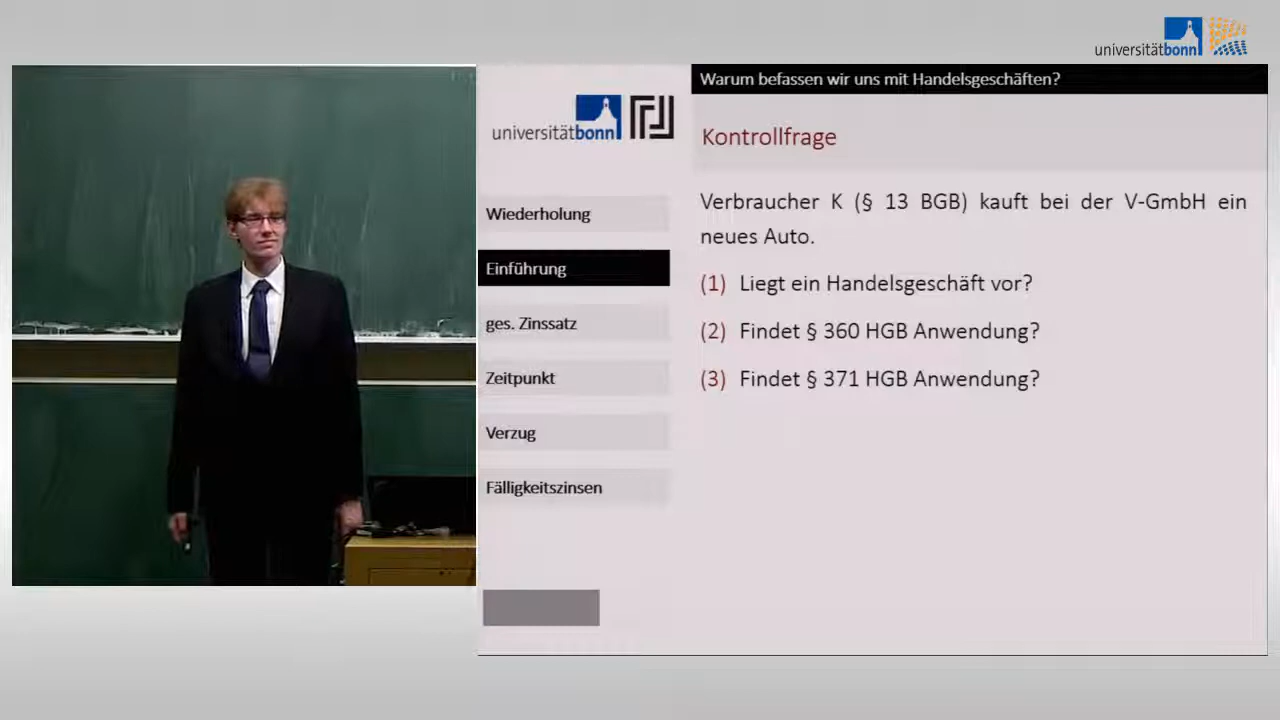 universitätbonn
Warum befassen wir uns mit Handelsgeschäften?
universitätbonn
Kontrollfrage
Wiederholung
Einführung
ges. Zinssatz
Zeitpunkt
Verzug
Fälligkeitszinsen
Verbraucher K (§ 13 BGB) kauft bei der V-GmbH ein
neues Auto.
(1) Liegt ein Handelsgeschäft vor?
(2) Findet § 360 HGB Anwendung?
(3) Findet § 371 HGB Anwendung?